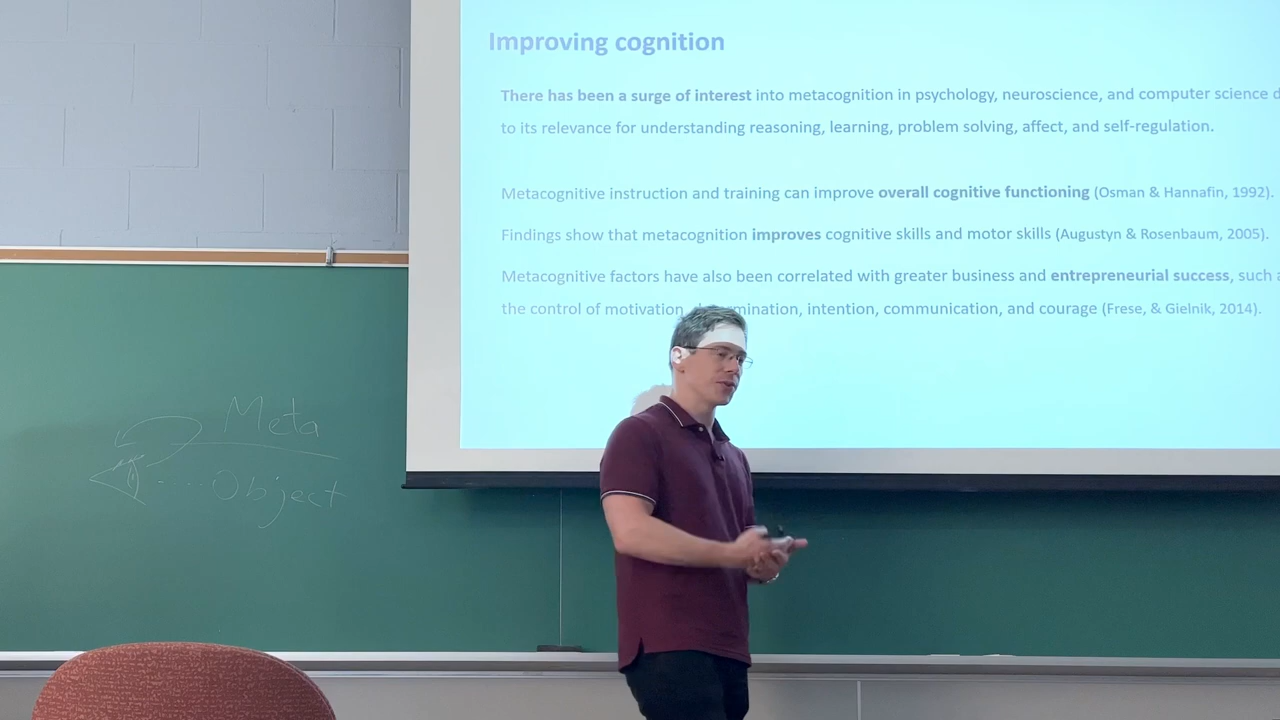 Improving cognition
There has been a surge of interest into metacognition in psychology, neuroscience, and computer science d
to its relevance for understanding reasoning, learning, problem solving, affect, and self-regulation.
Metacognitive instruction and training can improve overall cognitive functioning (Osman & Hannafin, 1992).
Findings show that metacognition improves cognitive skills and motor skills (Augustyn & Rosenbaum, 2005).
Metacognitive factors have also been correlated with greater business and entrepreneurial success, such a
the control of motivation, intention, communication, and courage (Frese, & Gielnik, 2014).
Meta
Object